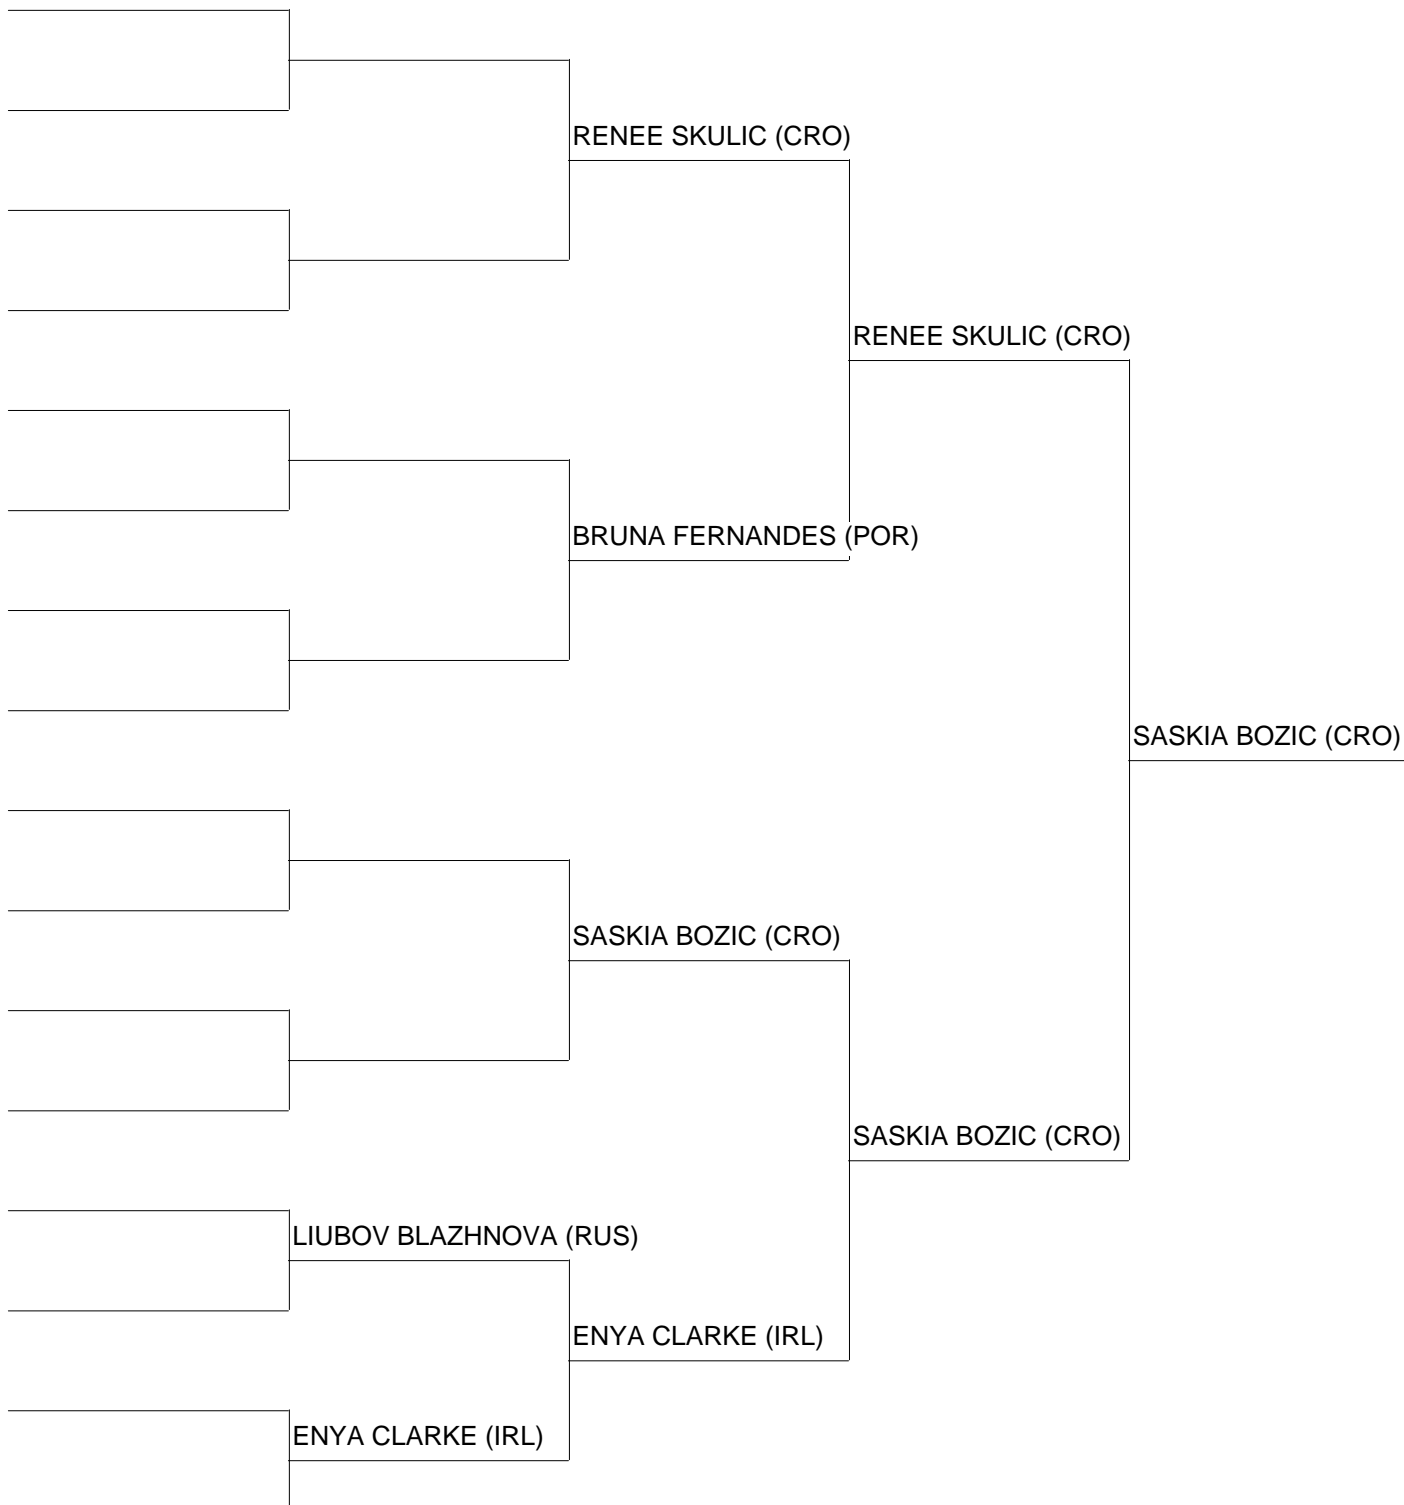 RENEE SKULIC (CRO)
RENEE SKULIC (CRO)
BRUNA FERNANDES (POR)
SASKIA BOZIC (CRO)
SASKIA BOZIC (CRO)
SASKIA BOZIC (CRO)
LIUBOV BLAZHNOVA (RUS)
ENYA CLARKE (IRL)
ENYA CLARKE (IRL)